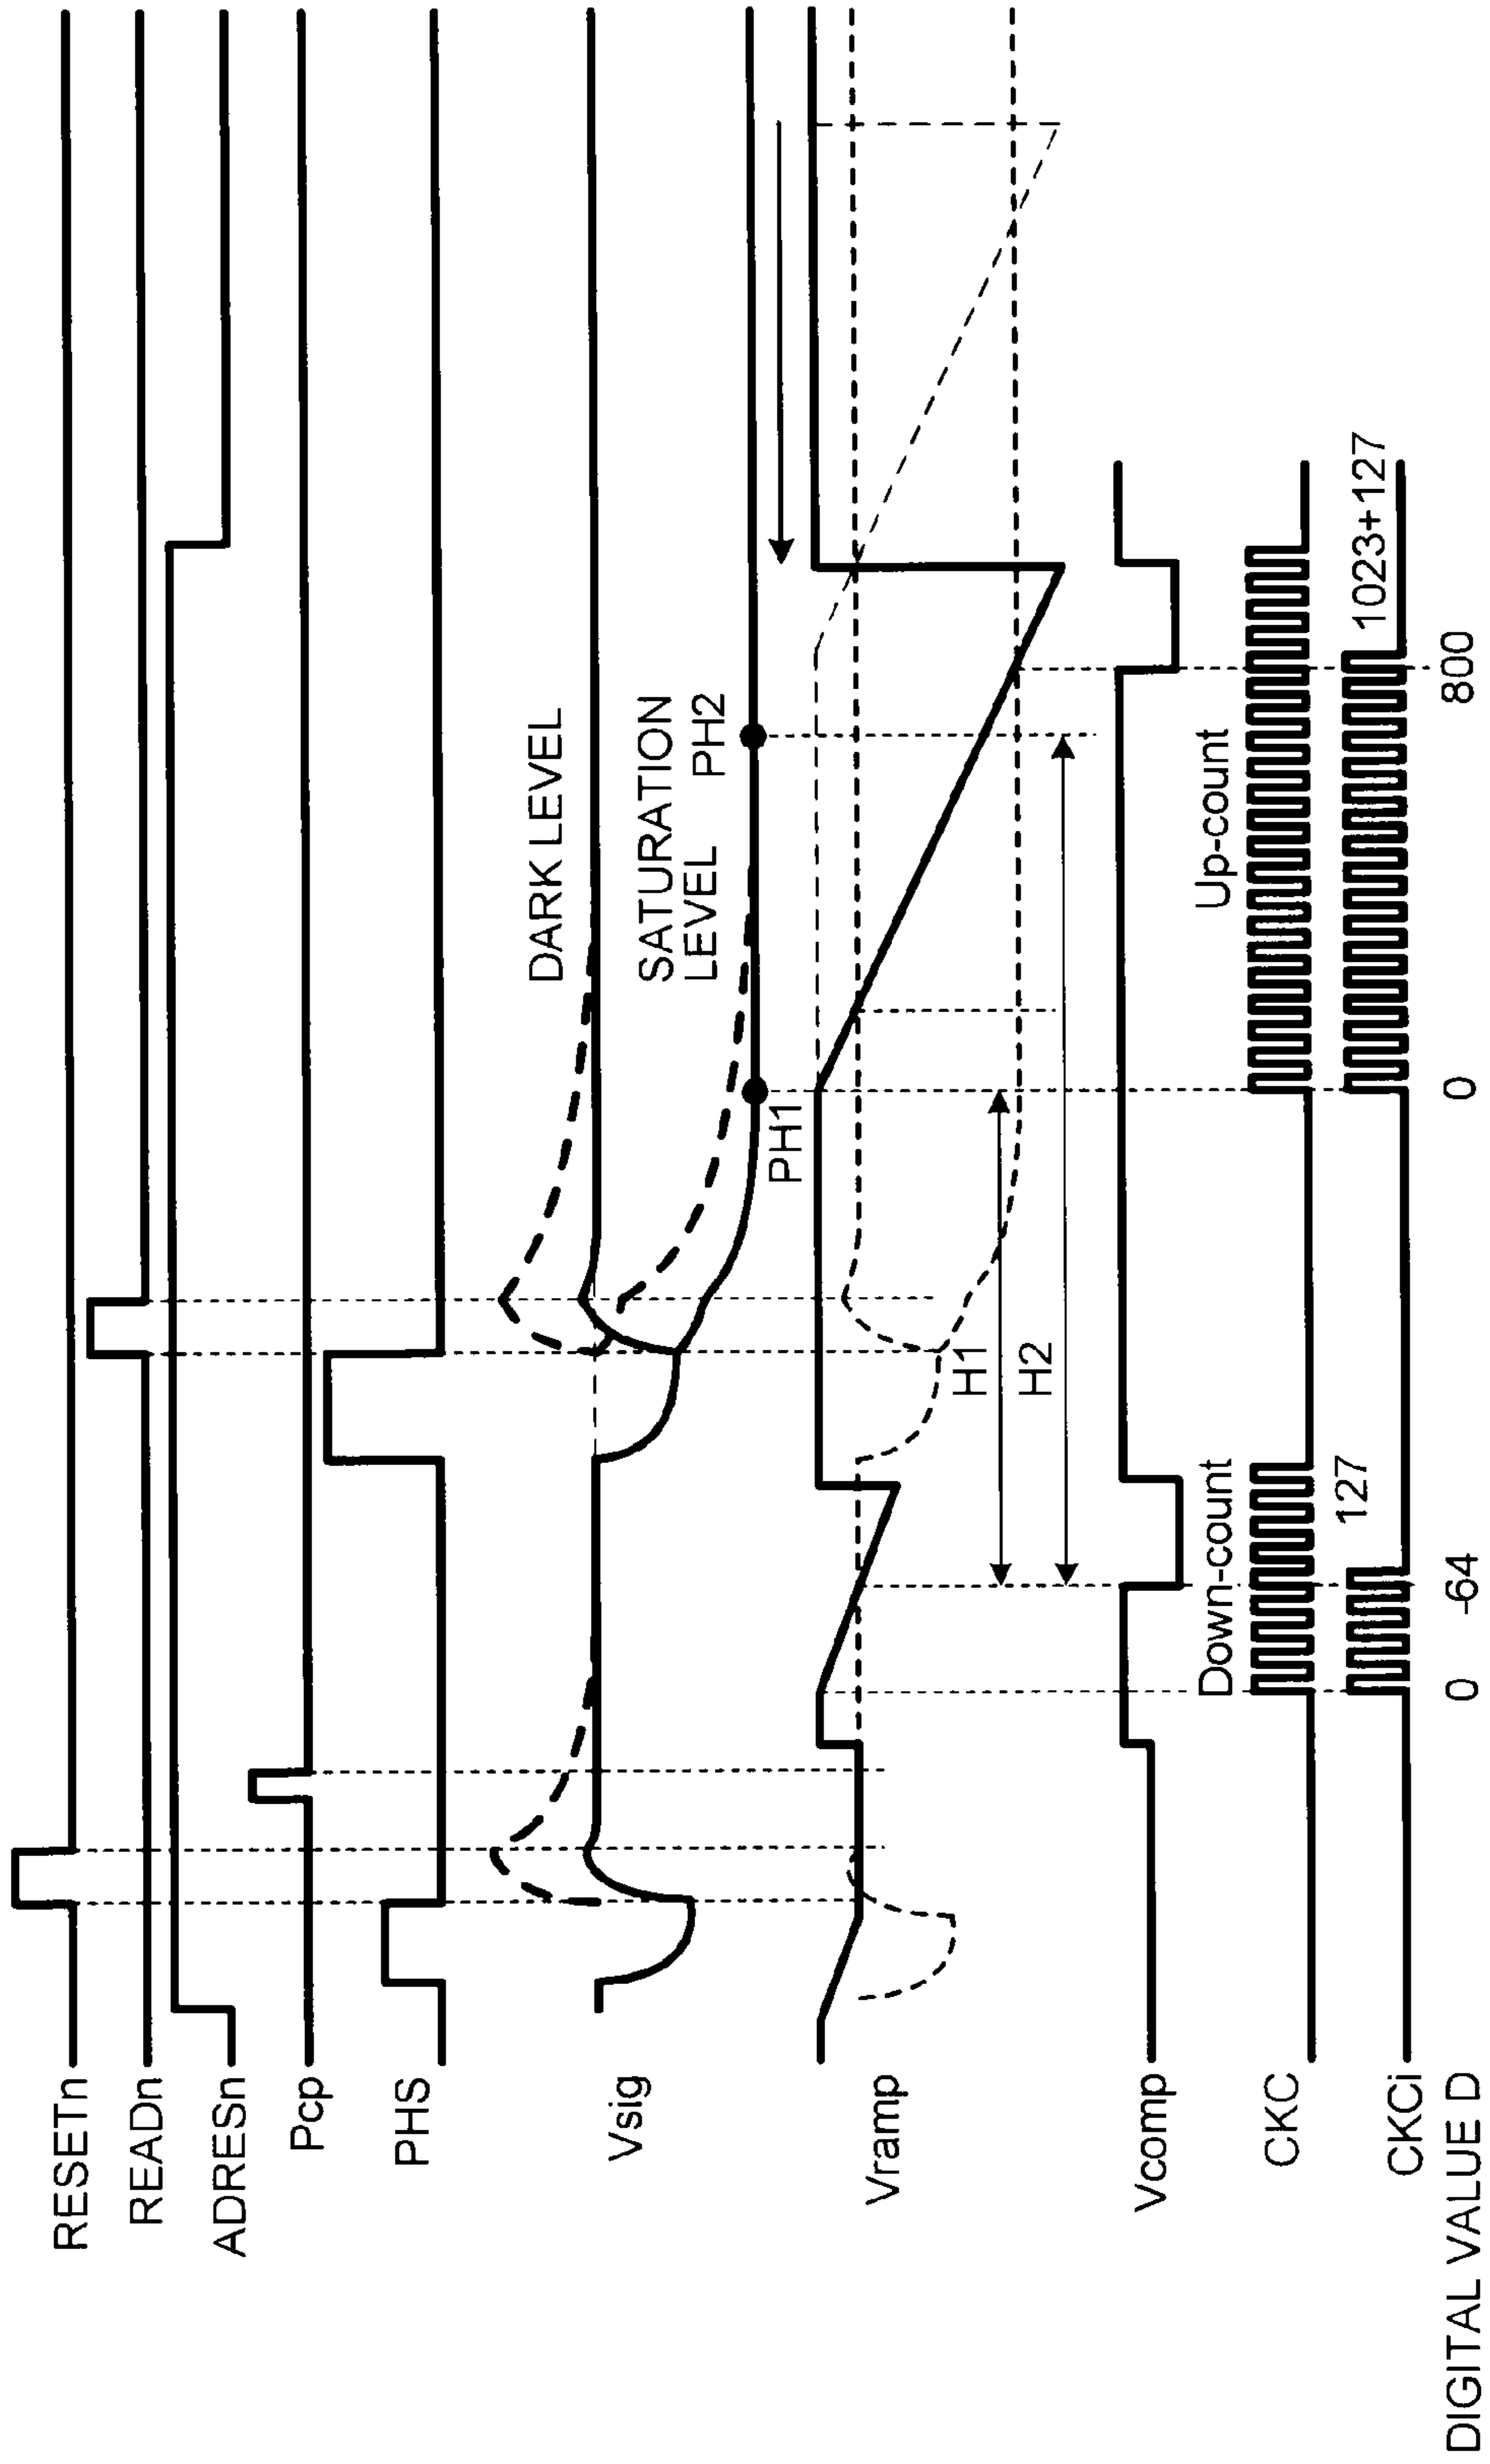 RESETn
READn
ADRESn
Pcp
PHS
Vsig
DARK LEVEL
SATURATION
LEVEL PH2
PH1
Vramp
H1
H2
Vcomp
Down-count
Up-count
CKC
127
1023+127
CKCi
DIGITAL VALUE D
0
-64
0
800